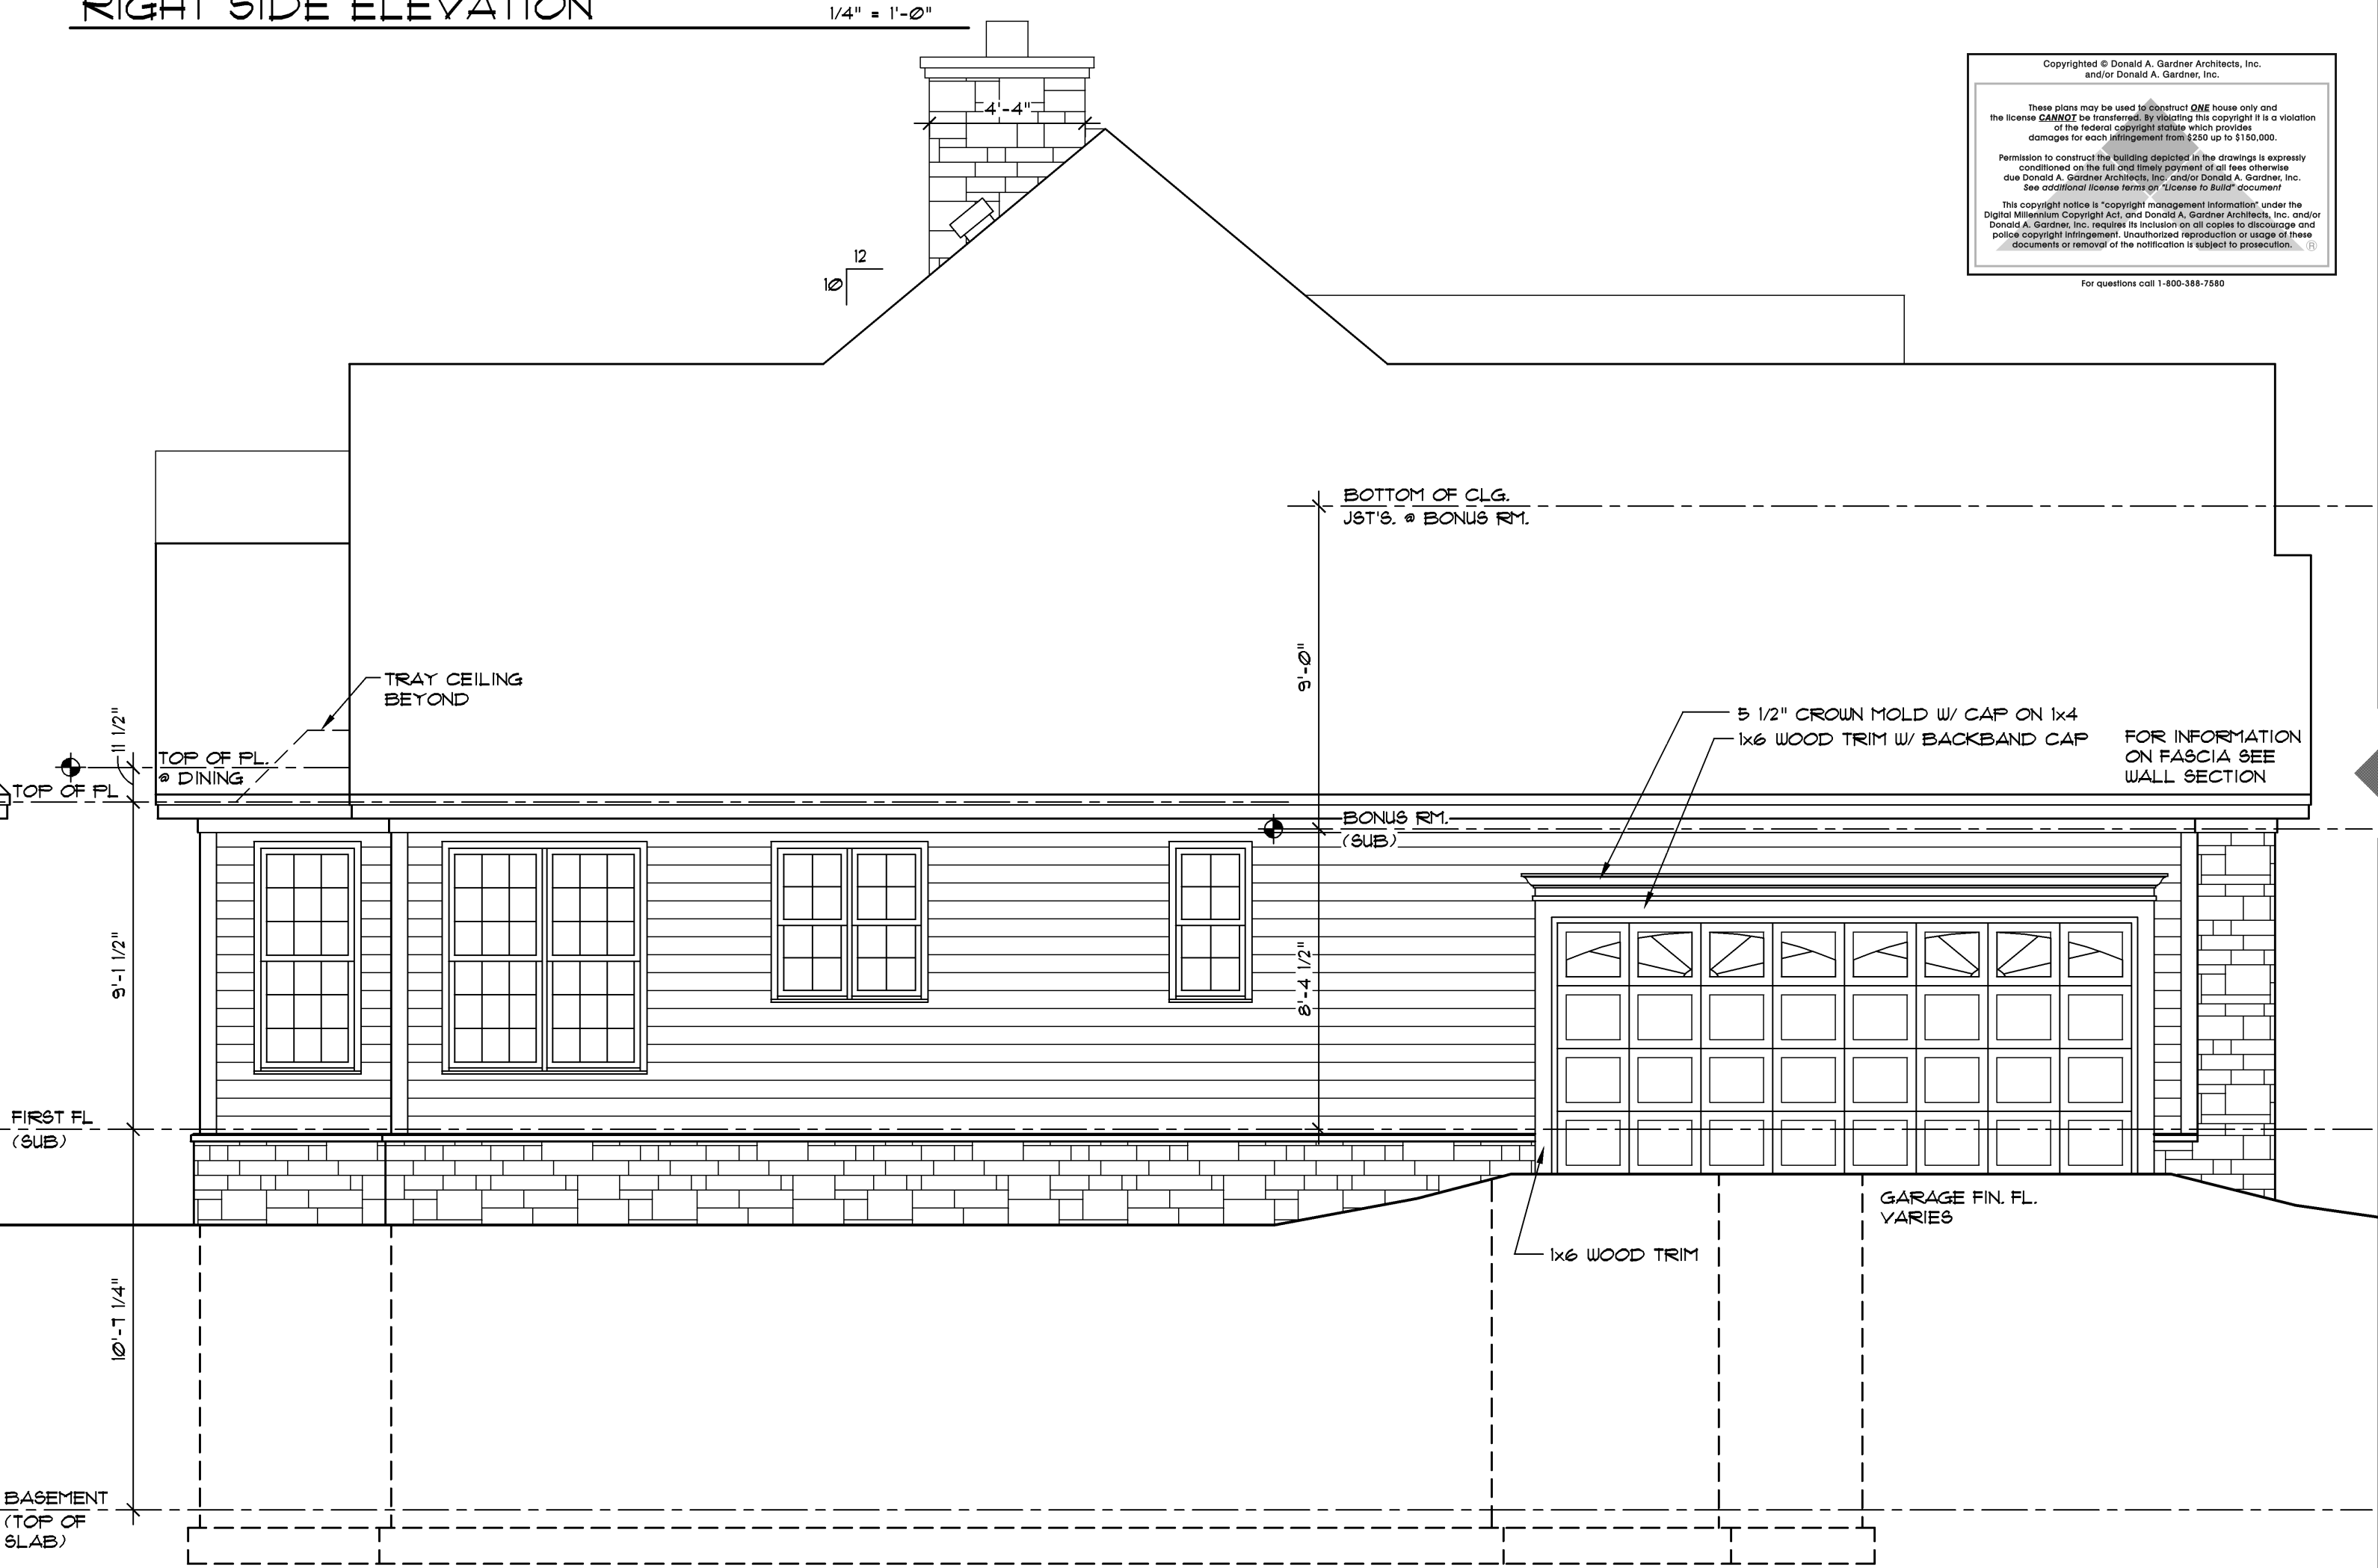 RIGHT SIDE ELEVATION
1/4" = 1'-0"
Copyrighted © Donald A. Gardner Architects, Inc.
and/or Donald A. Gardner, Inc.
These plans may be used to construct ONE house only and
the license CANNOT be transferred. By violating this copyright it is a violation
of the federal copyright statute which provides
damages for each infringement from $250 up to $150,000.
Permission to construct the building depicted in the drawings is expressly
conditioned on the full and timely payment of all fees otherwise
due Donald A. Gardner Architects, Inc. and/or Donald A. Gardner, Inc.
See additional license terms on "License to Build" document
This copyright notice is "copyright management information" under the
Digital Millennium Copyright Act, and Donald A, Gardner Architects, Inc. and/or
Donald A. Gardner, Inc. requires its inclusion on all copies to discourage and
police copyright infringement. Unauthorized reproduction or usage of these
documents or removal of the notification is subject to prosecution.
®
For questions call 1-800-388-7580
4'-4"
12
10
BOTTOM OF CLG.
JST'S. @ BONUS RM.
9'-0"
TRAY CEILING
BEYOND
11 1/2"
TOP OF PL.
@ DINING
TOP OF PL
5 1/2" CROWN MOLD W/ CAP ON 1x4
1x6 WOOD TRIM W/ BACKBAND CAP
FOR INFORMATION
ON FASCIA SEE
WALL SECTION
BONUS RM.
(SUB)
9'-1 1/2"
8'-4 1/2"
FIRST FL
(SUB)
GARAGE FIN. FL.
VARIES
1x6 WOOD TRIM
10'-7 1/4"
BASEMENT
(TOP OF
SLAB)